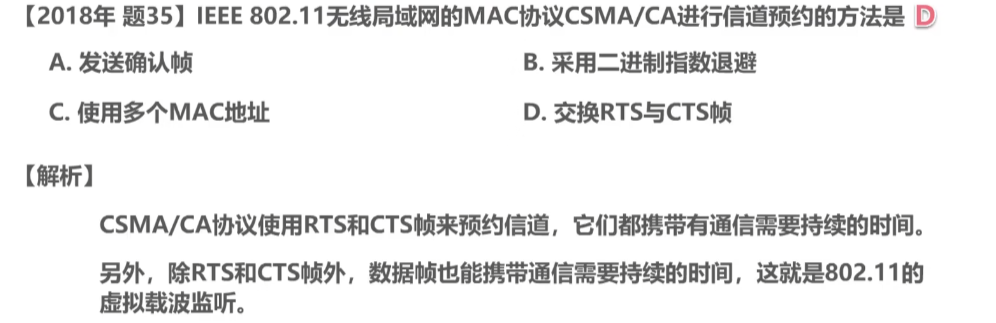 【2018年 题35】IEEE 802.11无线局域网的MAC协议CSMA/CA进行信道预约的方法是 D
A. 发送确认帧 B. 采用二进制指数退避
C. 使用多个MAC地址 D. 交换RTS与CTS帧
【解析】
CSMA/CA协议使用RTS和CTS帧来预约信道，它们都携带有通信需要持续的时间。
另外，除RTS和CTS帧外，数据帧也能携带通信需要持续的时间，这就是802.11的
虚拟载波监听。